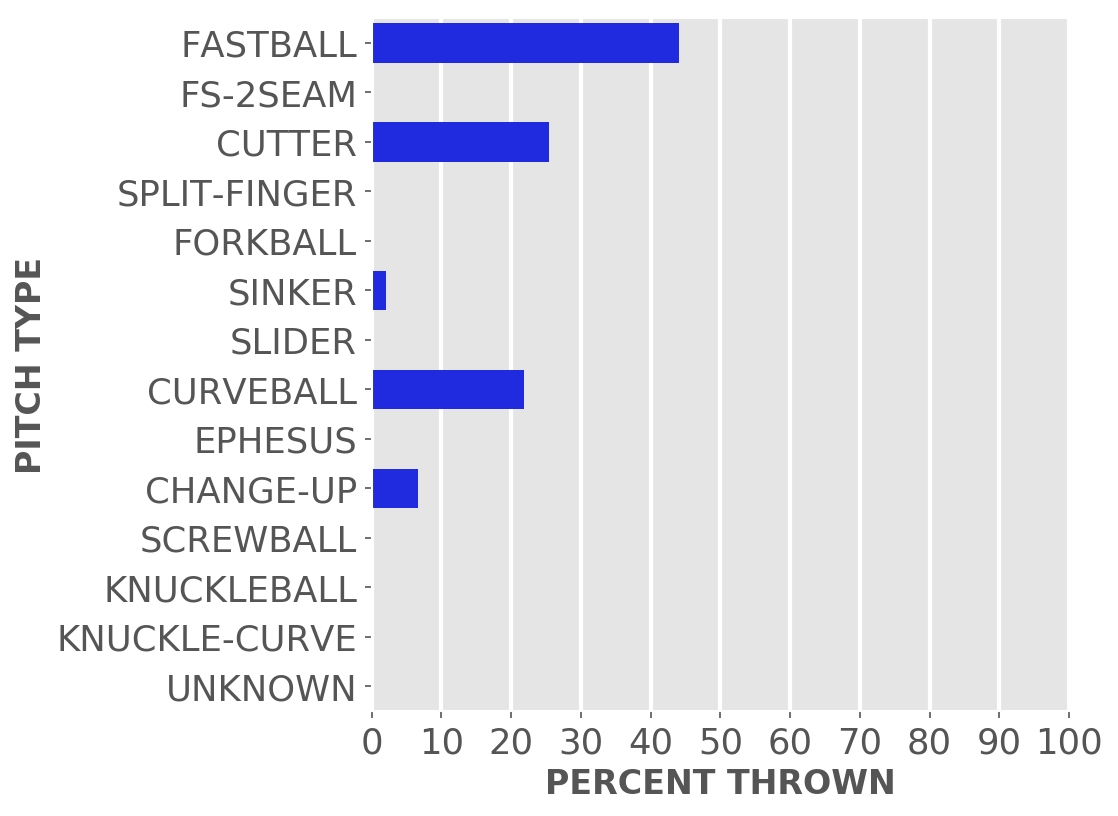 FASTBALL
FS-2SEAM
CUTTER
SPLIT-FINGER
FORKBALL
SINKER
SLIDER
CURVEBALL
EPHESUS
CHANGE-UP
SCREWBALL
KNUCKLEBALL
KNUCKLE-CURVE
UNKNOWN
PITCH TYPE
0 10 20 30 40 50 60 70 80 90 100
PERCENT THROWN